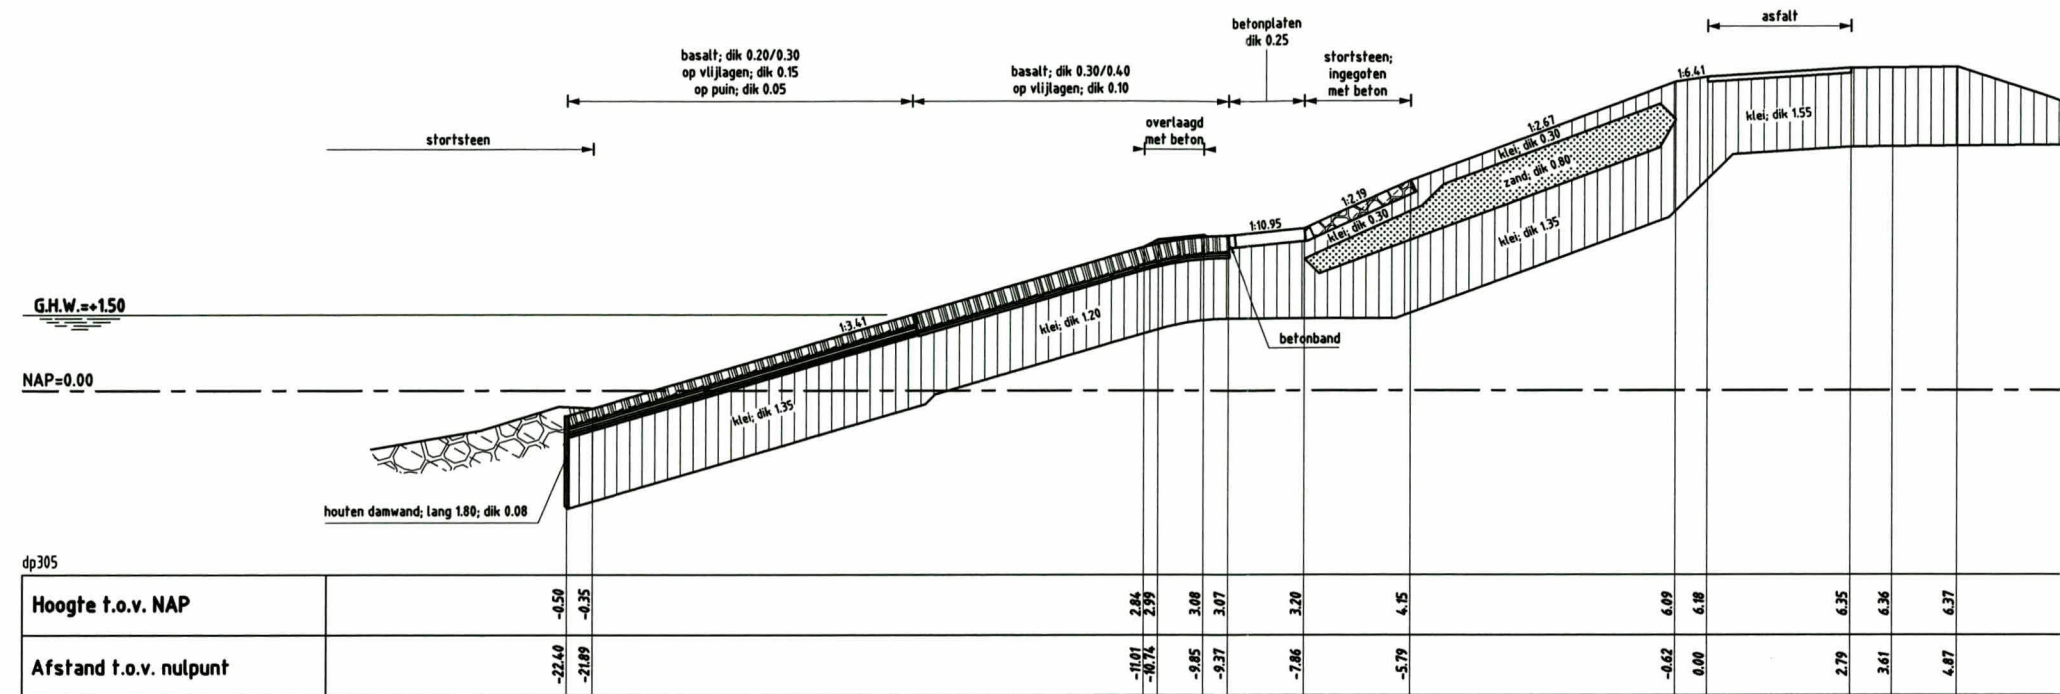 asfalt
betonplaten
dik 0.25
basalt; dik 0.20/0.30
op vlijlagen; dik 0.15
op puin; dik 0.05
basalt; dik 0.30/0.40
op vlijlagen; dik 0.10
stortsteen;
ingegoten
met beton
overlaagd
met beton
stortsteen
1:6.41
klei; dik 1.55
1:2.67
klei; dik 0.30
zand; dik 0.80
1:2.19
klei; dik 0.30
1:10.95
klei; dik 1.35
G.H.W.=+1.50
1:3.41
klei; dik 1.20
betonband
NAP=0.00
klei; dik 1.35
houten damwand; lang 1.80; dik 0.08
dp305
Hoogte t.o.v. NAP -0.50 -0.35 2.84 2.99 3.08 3.07 3.20 4.15 6.09 6.18 6.35 6.36 6.37
Afstand t.o.v. nulpunt -22.40 -21.89 -11.01 -10.74 -9.85 -9.37 -7.86 -5.79 -0.62 0.00 2.79 3.61 4.87